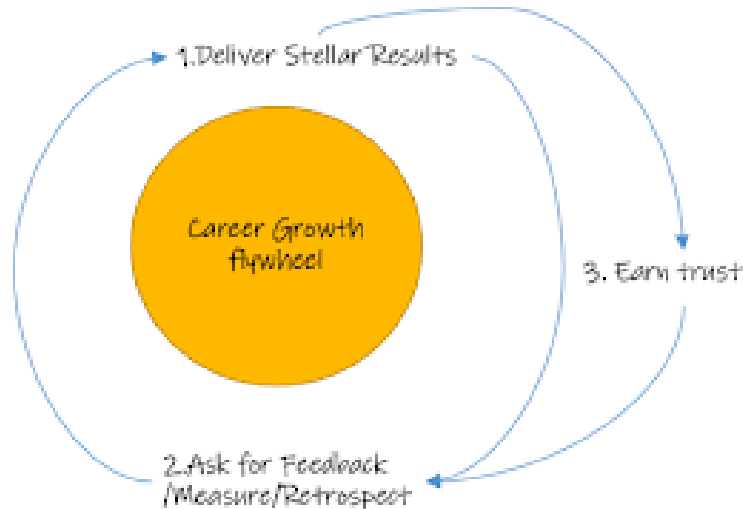 1.Deliver Stellar Results
Career Growth
flywheel
3. Earn trust
2.Ask for Feedback
/Measure/Retrospect